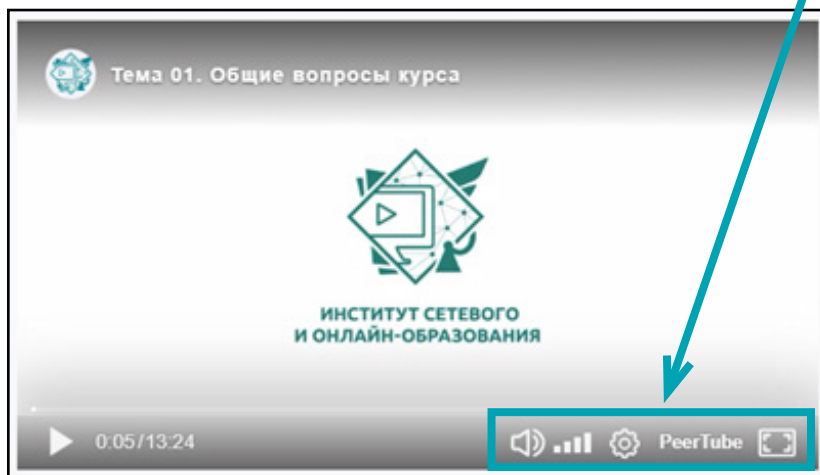 Тема 01. Общие вопросы курса
ИНСТИТУТ СЕТЕВОГО
И ОНЛАЙН-ОБРАЗОВАНИЯ
0:05/13:24
PeerTube